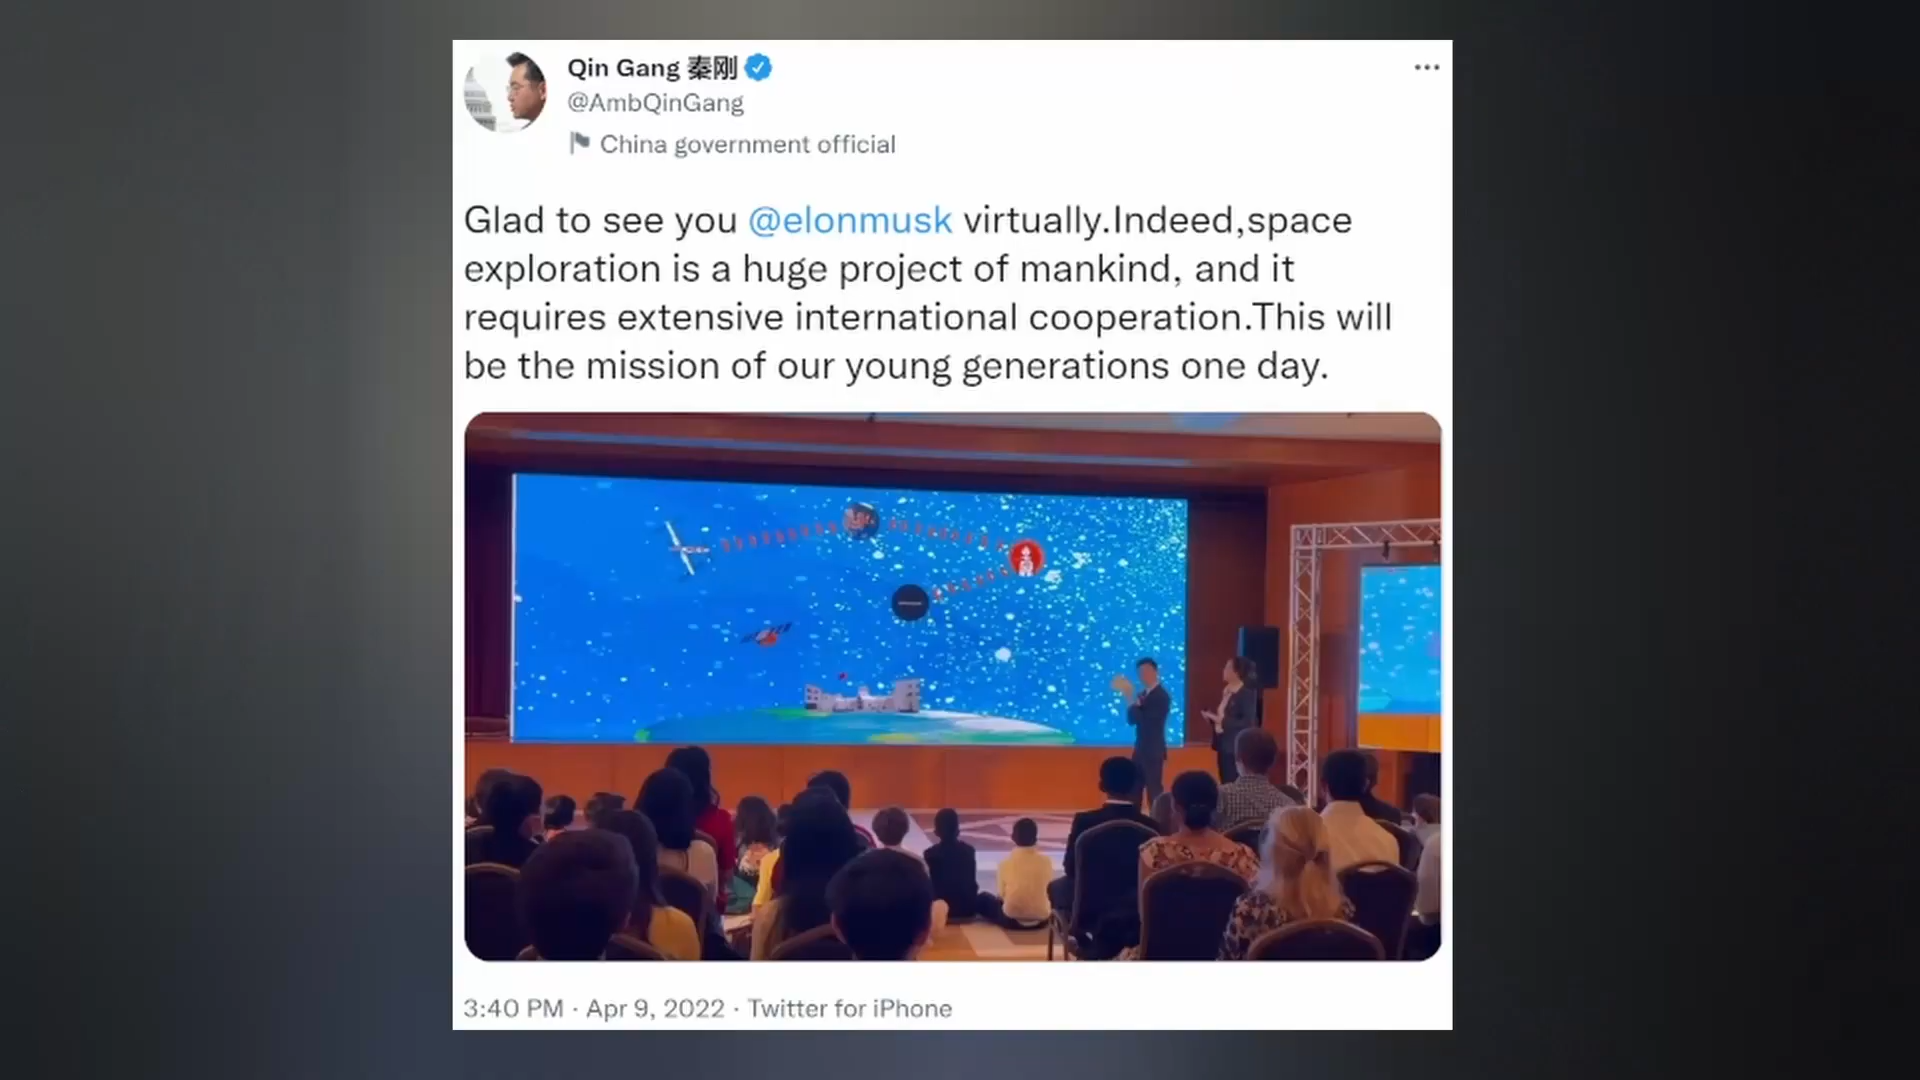 Qin Gang 秦刚
@AmbQinGang
China government official
Glad to see you @elonmusk virtually.Indeed,space
exploration is a huge project of mankind, and it
requires extensive international cooperation.This will
be the mission of our young generations one day.
3:40 PM · Apr 9, 2022 · Twitter for iPhone